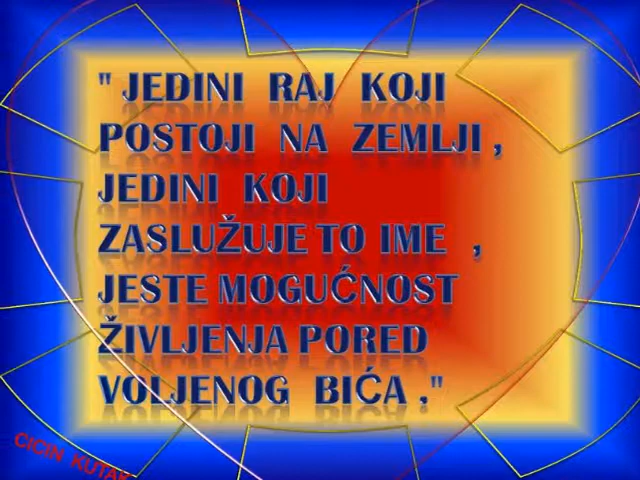 " JEDINI RAJ KOJI
POSTOJI NA ZEMLJI ,
JEDINI KOJI
ZASLUŽUJE TO IME ,
JESTE MOGUĆNOST
ŽIVLJENJA PORED
VOLJENOG BIĆA ."
CICIN KUTAK